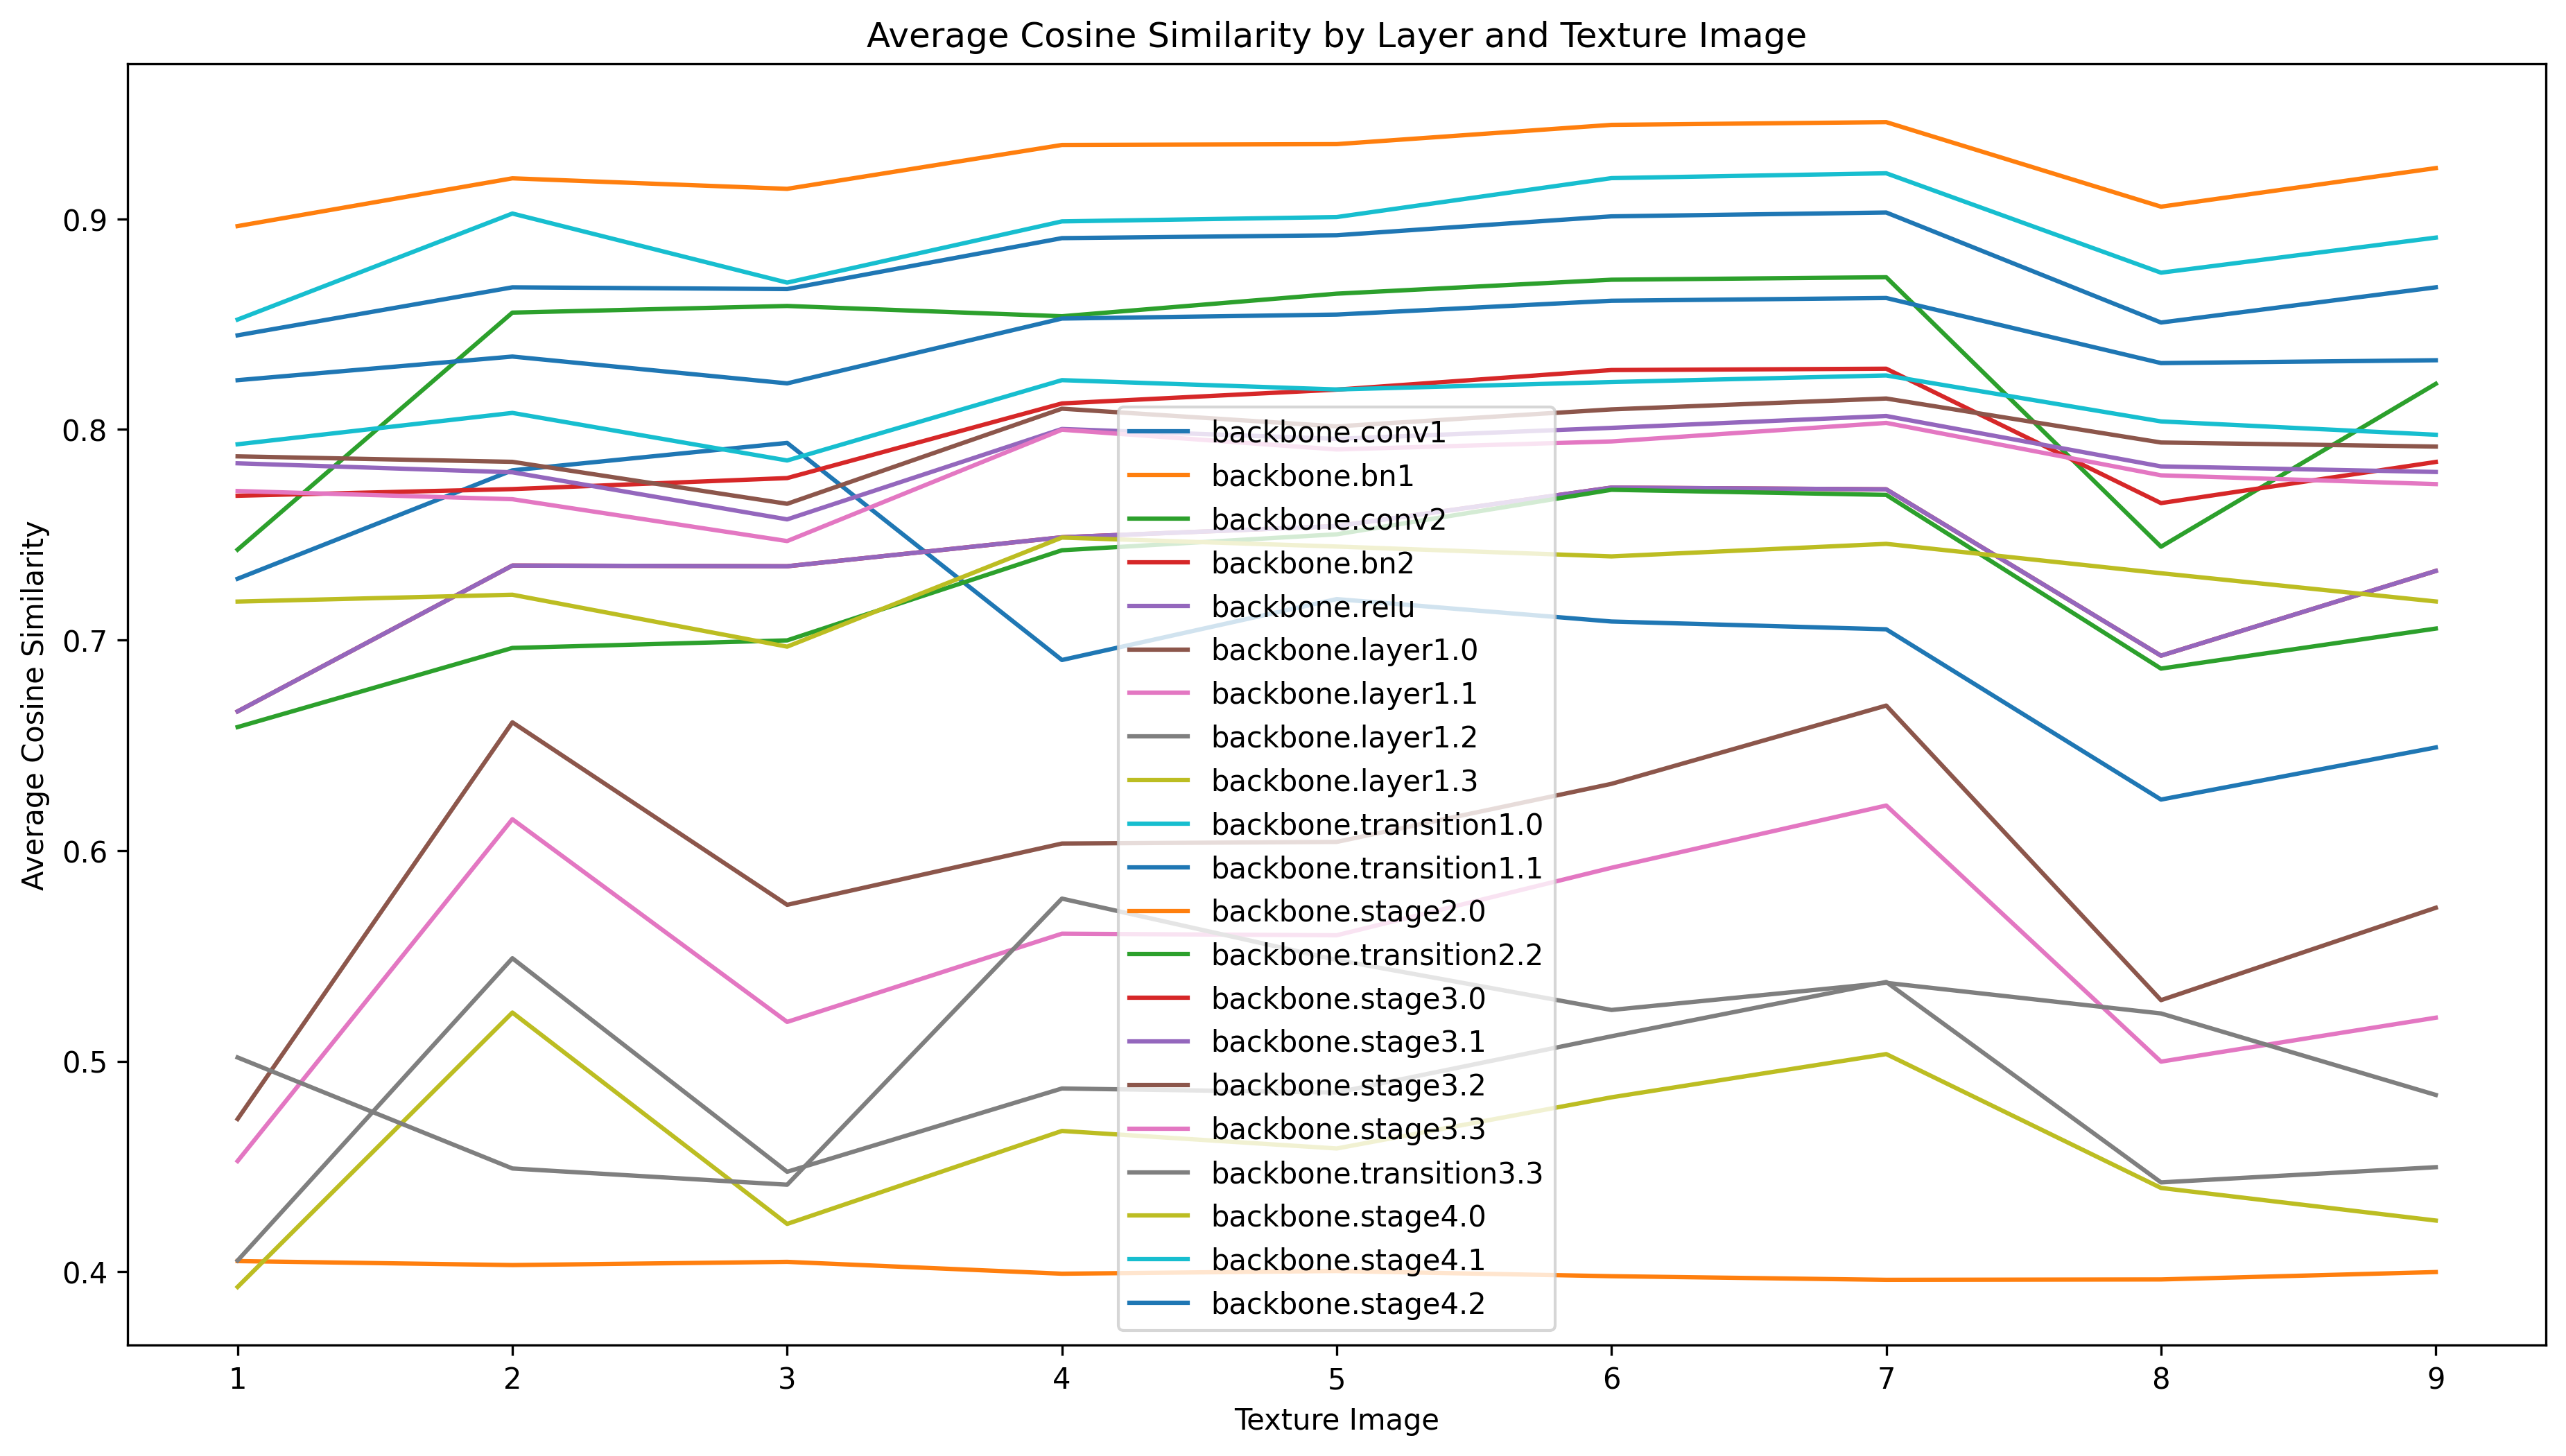 Average Cosine Similarity by Layer and Texture Image
Average Cosine Similarity
0.9
0.8
0.7
0.6
0.5
0.4
backbone.conv1
backbone.bn1
backbone.conv2
backbone.bn2
backbone.relu
backbone.layer1.0
backbone.layer1.1
backbone.layer1.2
backbone.layer1.3
backbone.transition1.0
backbone.transition1.1
backbone.stage2.0
backbone.transition2.2
backbone.stage3.0
backbone.stage3.1
backbone.stage3.2
backbone.stage3.3
backbone.transition3.3
backbone.stage4.0
backbone.stage4.1
backbone.stage4.2
1 2 3 4 5 6 7 8 9
Texture Image